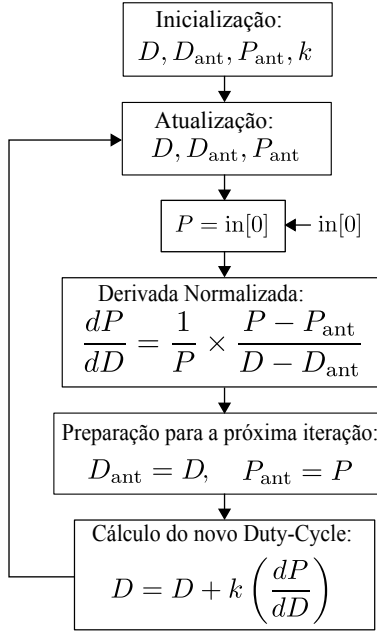 Inicialização:
D, D_ant, P_ant, k
Atualização:
D, D_ant, P_ant
P = in[0]
in[0]
Derivada Normalizada:
dP/dD = 1/P × (P − P_ant)/(D − D_ant)
Preparação para a próxima iteração:
D_ant = D, P_ant = P
Cálculo do novo Duty-Cycle:
D = D + k (dP/dD)